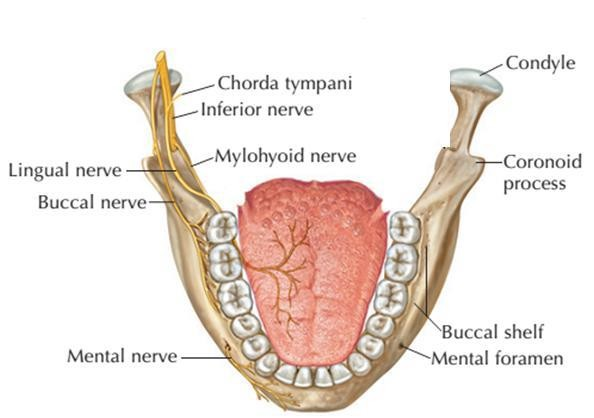 Condyle
Chorda tympani
Inferior nerve
Mylohyoid nerve
Lingual nerve
Coronoid
process
Buccal nerve
Buccal shelf
Mental nerve
Mental foramen